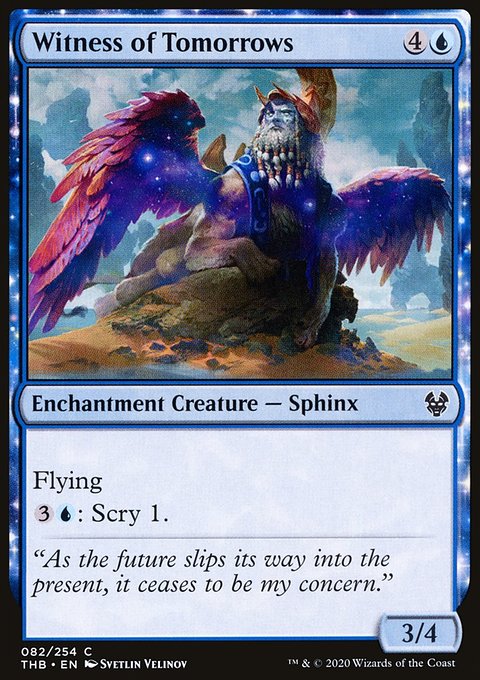 Witness of Tomorrows 4
Enchantment Creature — Sphinx
Flying
3: Scry 1.
“As the future slips its way into the
present, it ceases to be my concern.”
3/4
082/254 C
THB • EN Svetlin Velinov
™ & © 2020 Wizards of the Coast